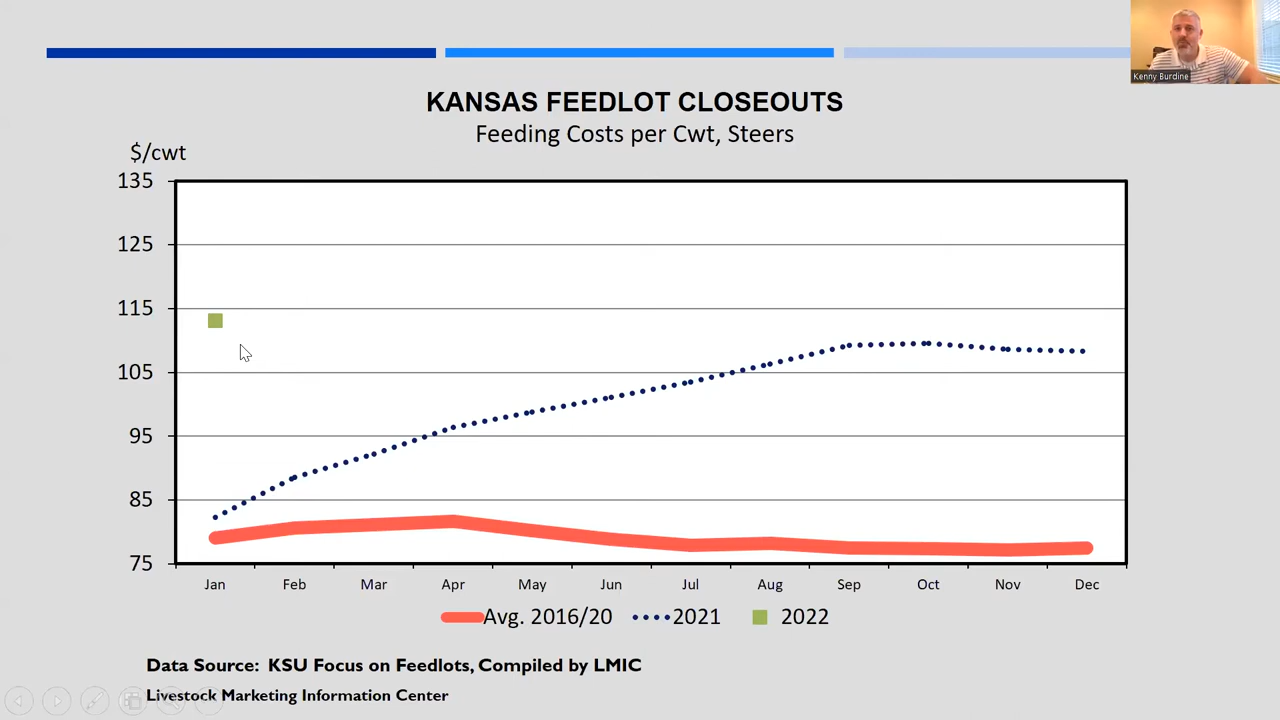 Kenny Burdine
KANSAS FEEDLOT CLOSEOUTS
Feeding Costs per Cwt, Steers
$/cwt
135
125
115
105
95
85
75
Jan Feb Mar Apr May Jun Jul Aug Sep Oct Nov Dec
Avg. 2016/20 2021 2022
Data Source: KSU Focus on Feedlots, Compiled by LMIC
Livestock Marketing Information Center